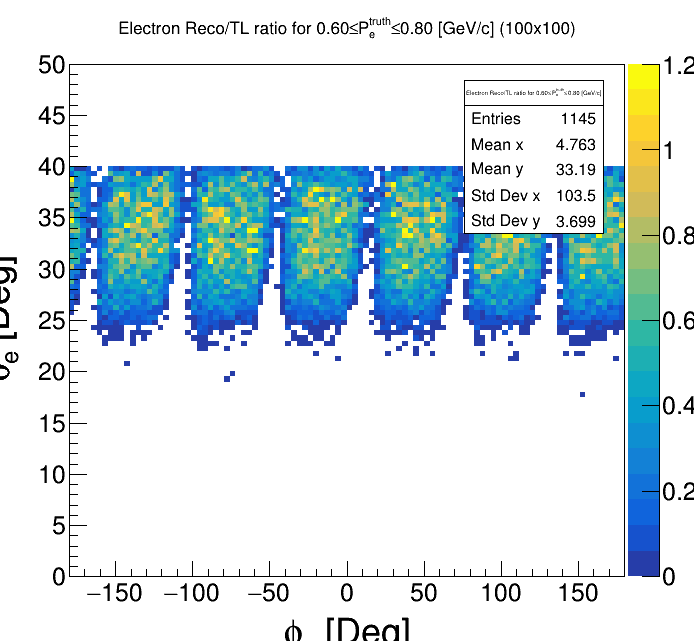 Electron Reco/TL ratio for 0.60≤P_e^truth≤0.80 [GeV/c] (100x100)
Electron Reco/TL ratio for 0.60≤P_e^truth≤0.80 [GeV/c]
Entries 1145
Mean x 4.763
Mean y 33.19
Std Dev x 103.5
Std Dev y 3.699
50
45
40
35
30
25
20
15
10
5
0
θ_e [Deg]
−150 −100 −50 0 50 100 150
ϕ [Deg]
1.2
1
0.8
0.6
0.4
0.2
0